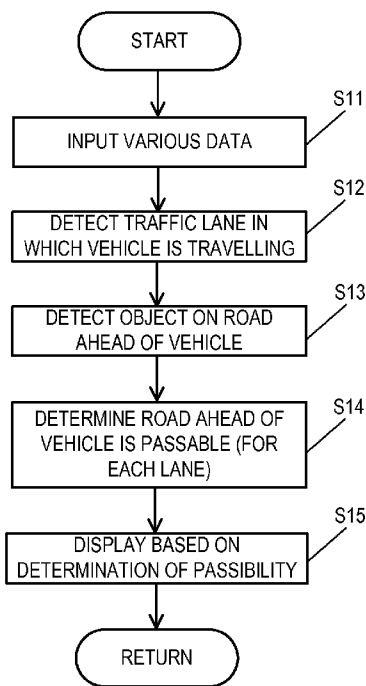 START
S11
INPUT VARIOUS DATA
S12
DETECT TRAFFIC LANE IN
WHICH VEHICLE IS TRAVELLING
S13
DETECT OBJECT ON ROAD
AHEAD OF VEHICLE
S14
DETERMINE ROAD AHEAD OF
VEHICLE IS PASSABLE (FOR
EACH LANE)
S15
DISPLAY BASED ON
DETERMINATION OF PASSIBILITY
RETURN